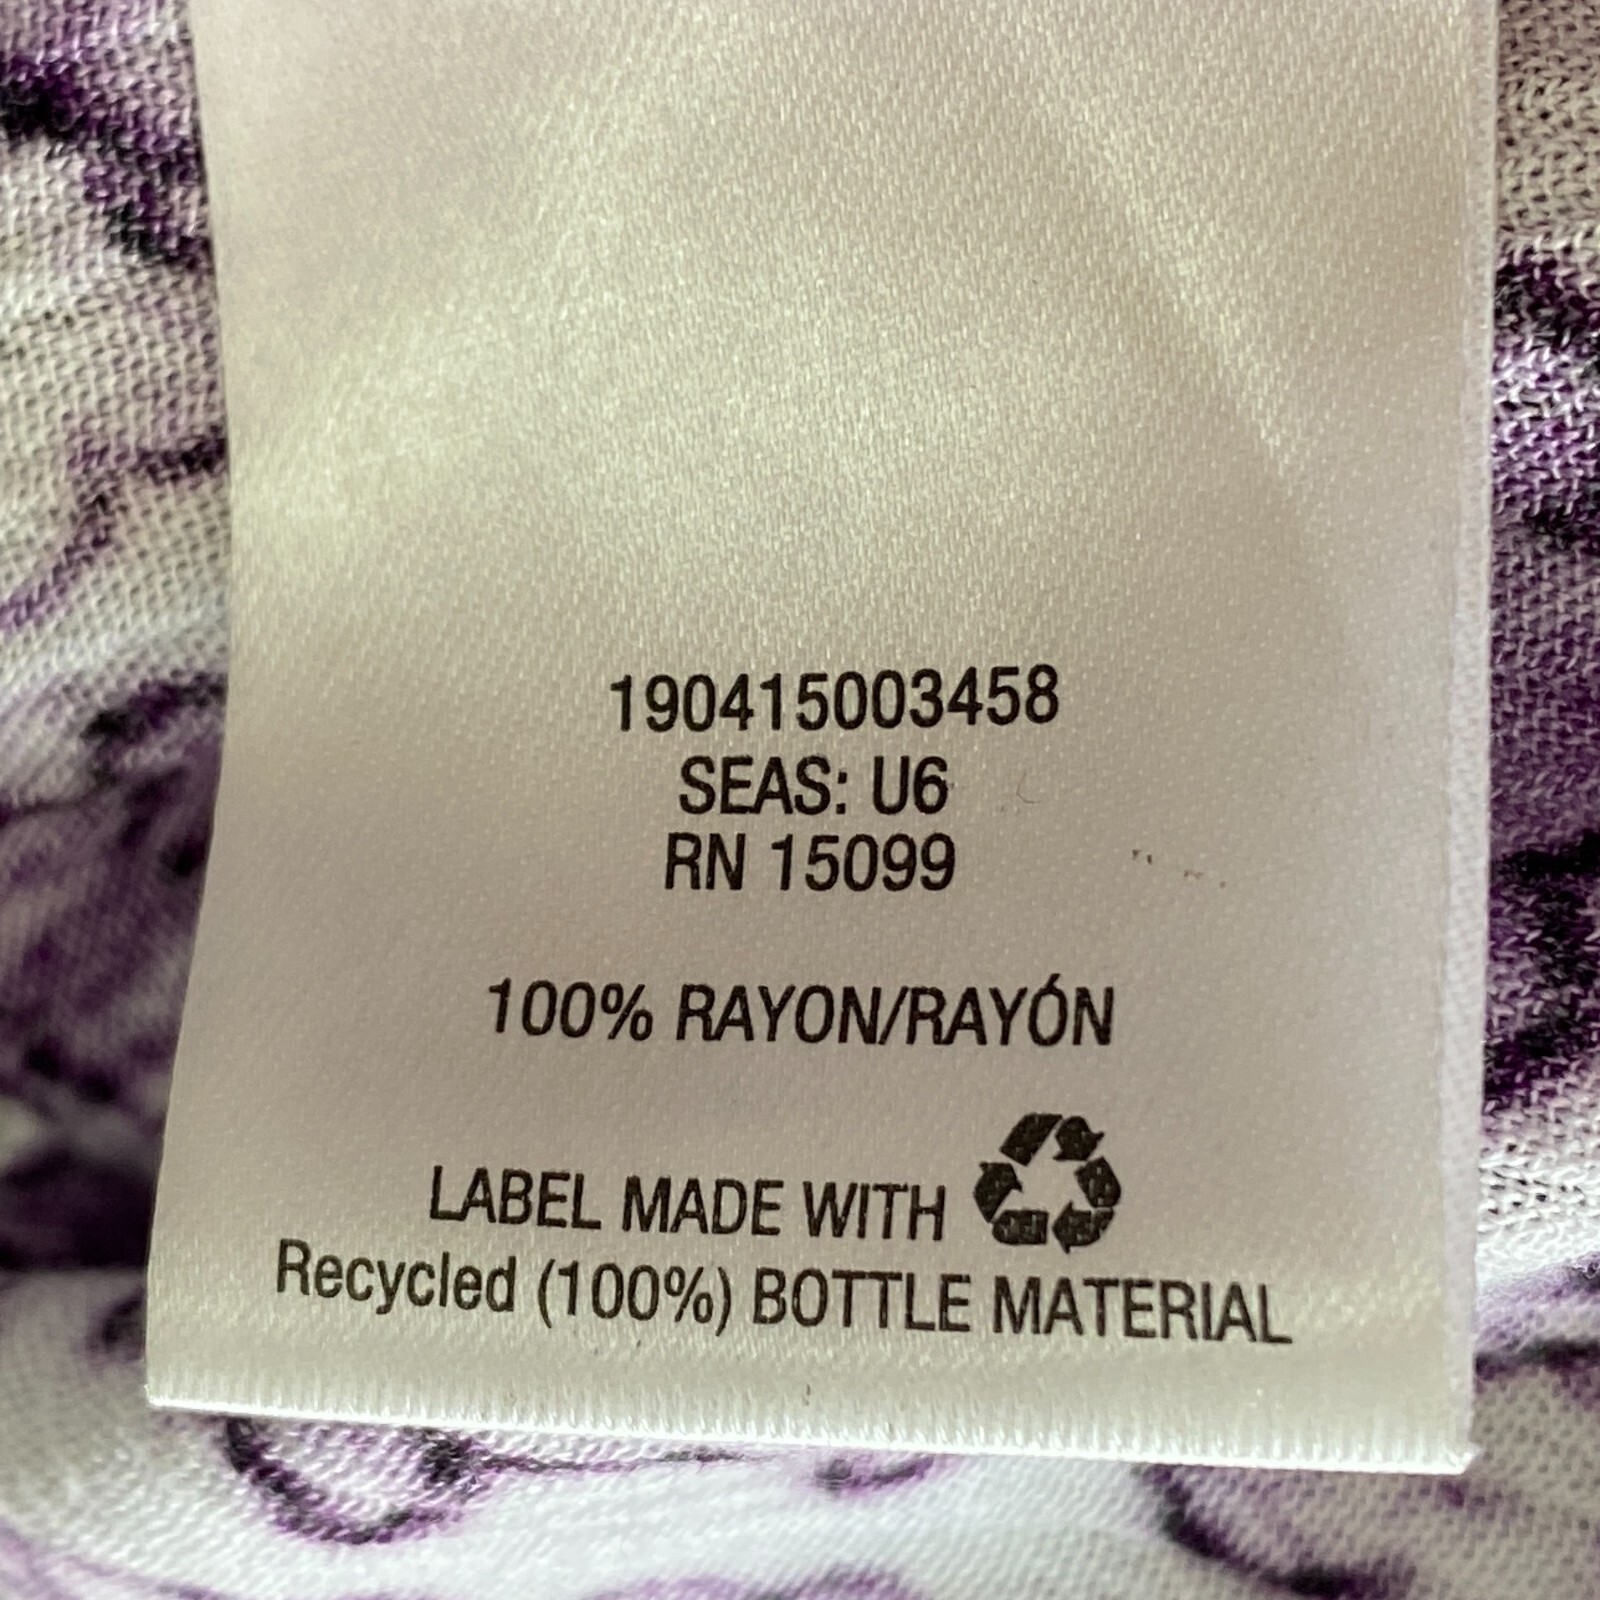 190415003458
SEAS: U6
RN 15099
100% RAYON/RAYÓN
LABEL MADE WITH
Recycled (100%) BOTTLE MATERIAL